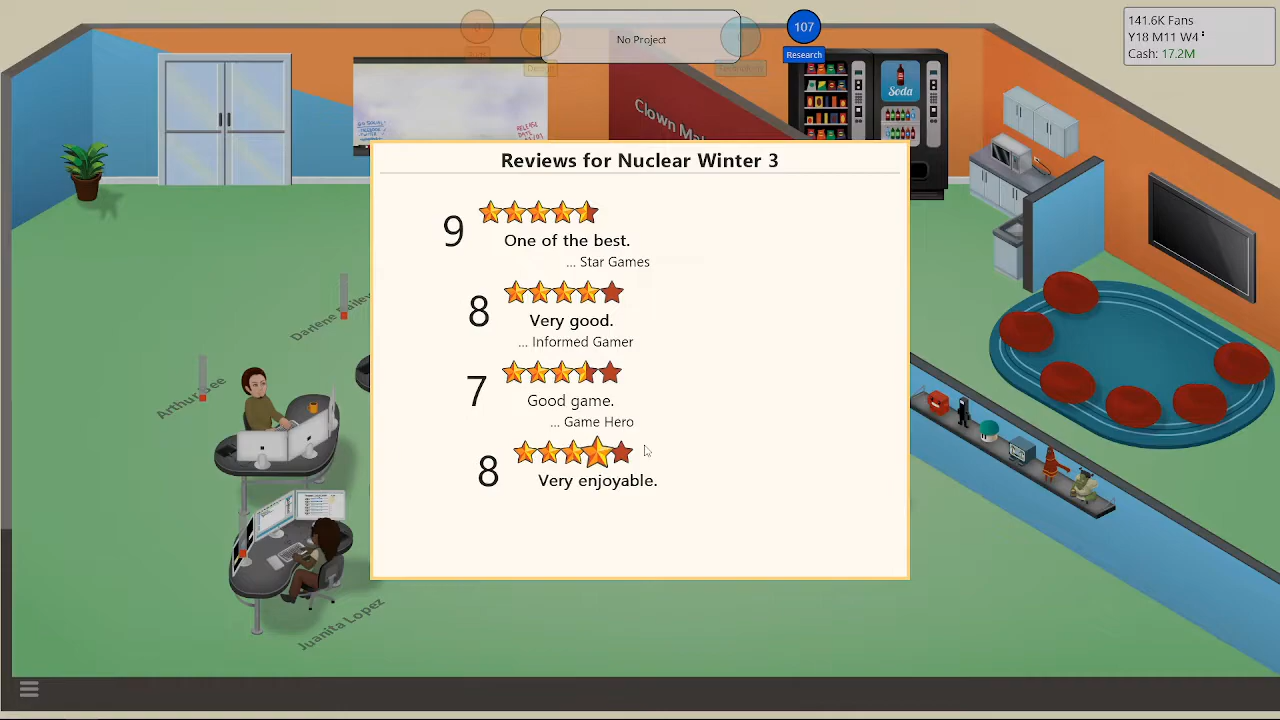 No Project
107
Research
141.6K Fans
Y18 M11 W4
Cash: 17.2M
Soda
Clown
Reviews for Nuclear Winter 3
9
One of the best.
... Star Games
8
Very good.
... Informed Gamer
7
Good game.
... Game Hero
8
Very enjoyable.
Darlene Bailey
Arthur Bee
Juanita Lopez